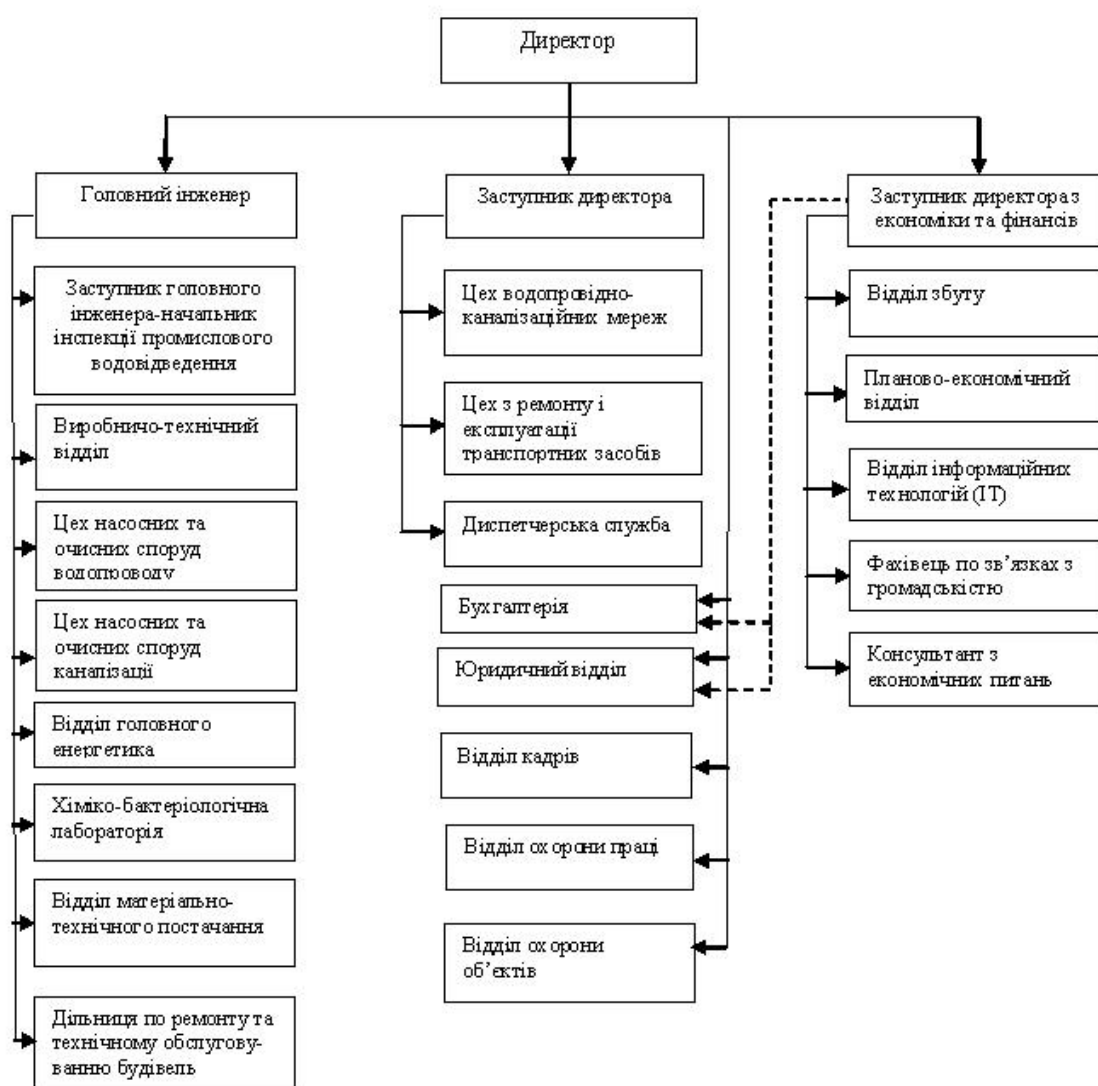 Директор
Головний інженер
Заступник головного
інженера-начальник
інспекції промислового
водовідведення
Виробничо-технічний
відділ
Цех насосних та
очисних споруд
водопроводу
Цех насосних та
очисних споруд
каналізації
Відділ головного
енергетика
Хіміко-бактеріологічна
лабораторія
Відділ матеріально-
технічного постачання
Дільниця по ремонту та
технічному обслугову-
ванню будівель
Заступник директора
Цех водопровідно-
каналізаційних мереж
Цех з ремонту і
експлуатації
транспортних засобів
Диспетчерська служба
Бухгалтерія
Юридичний відділ
Відділ кадрів
Відділ охорони праці
Відділ охорони
об’єктів
Заступник директора з
економіки та фінансів
Відділ збуту
Планово-економічний
відділ
Відділ інформаційних
технологій (ІТ)
Фахівець по зв’язках з
громадськістю
Консультант з
економічних питань